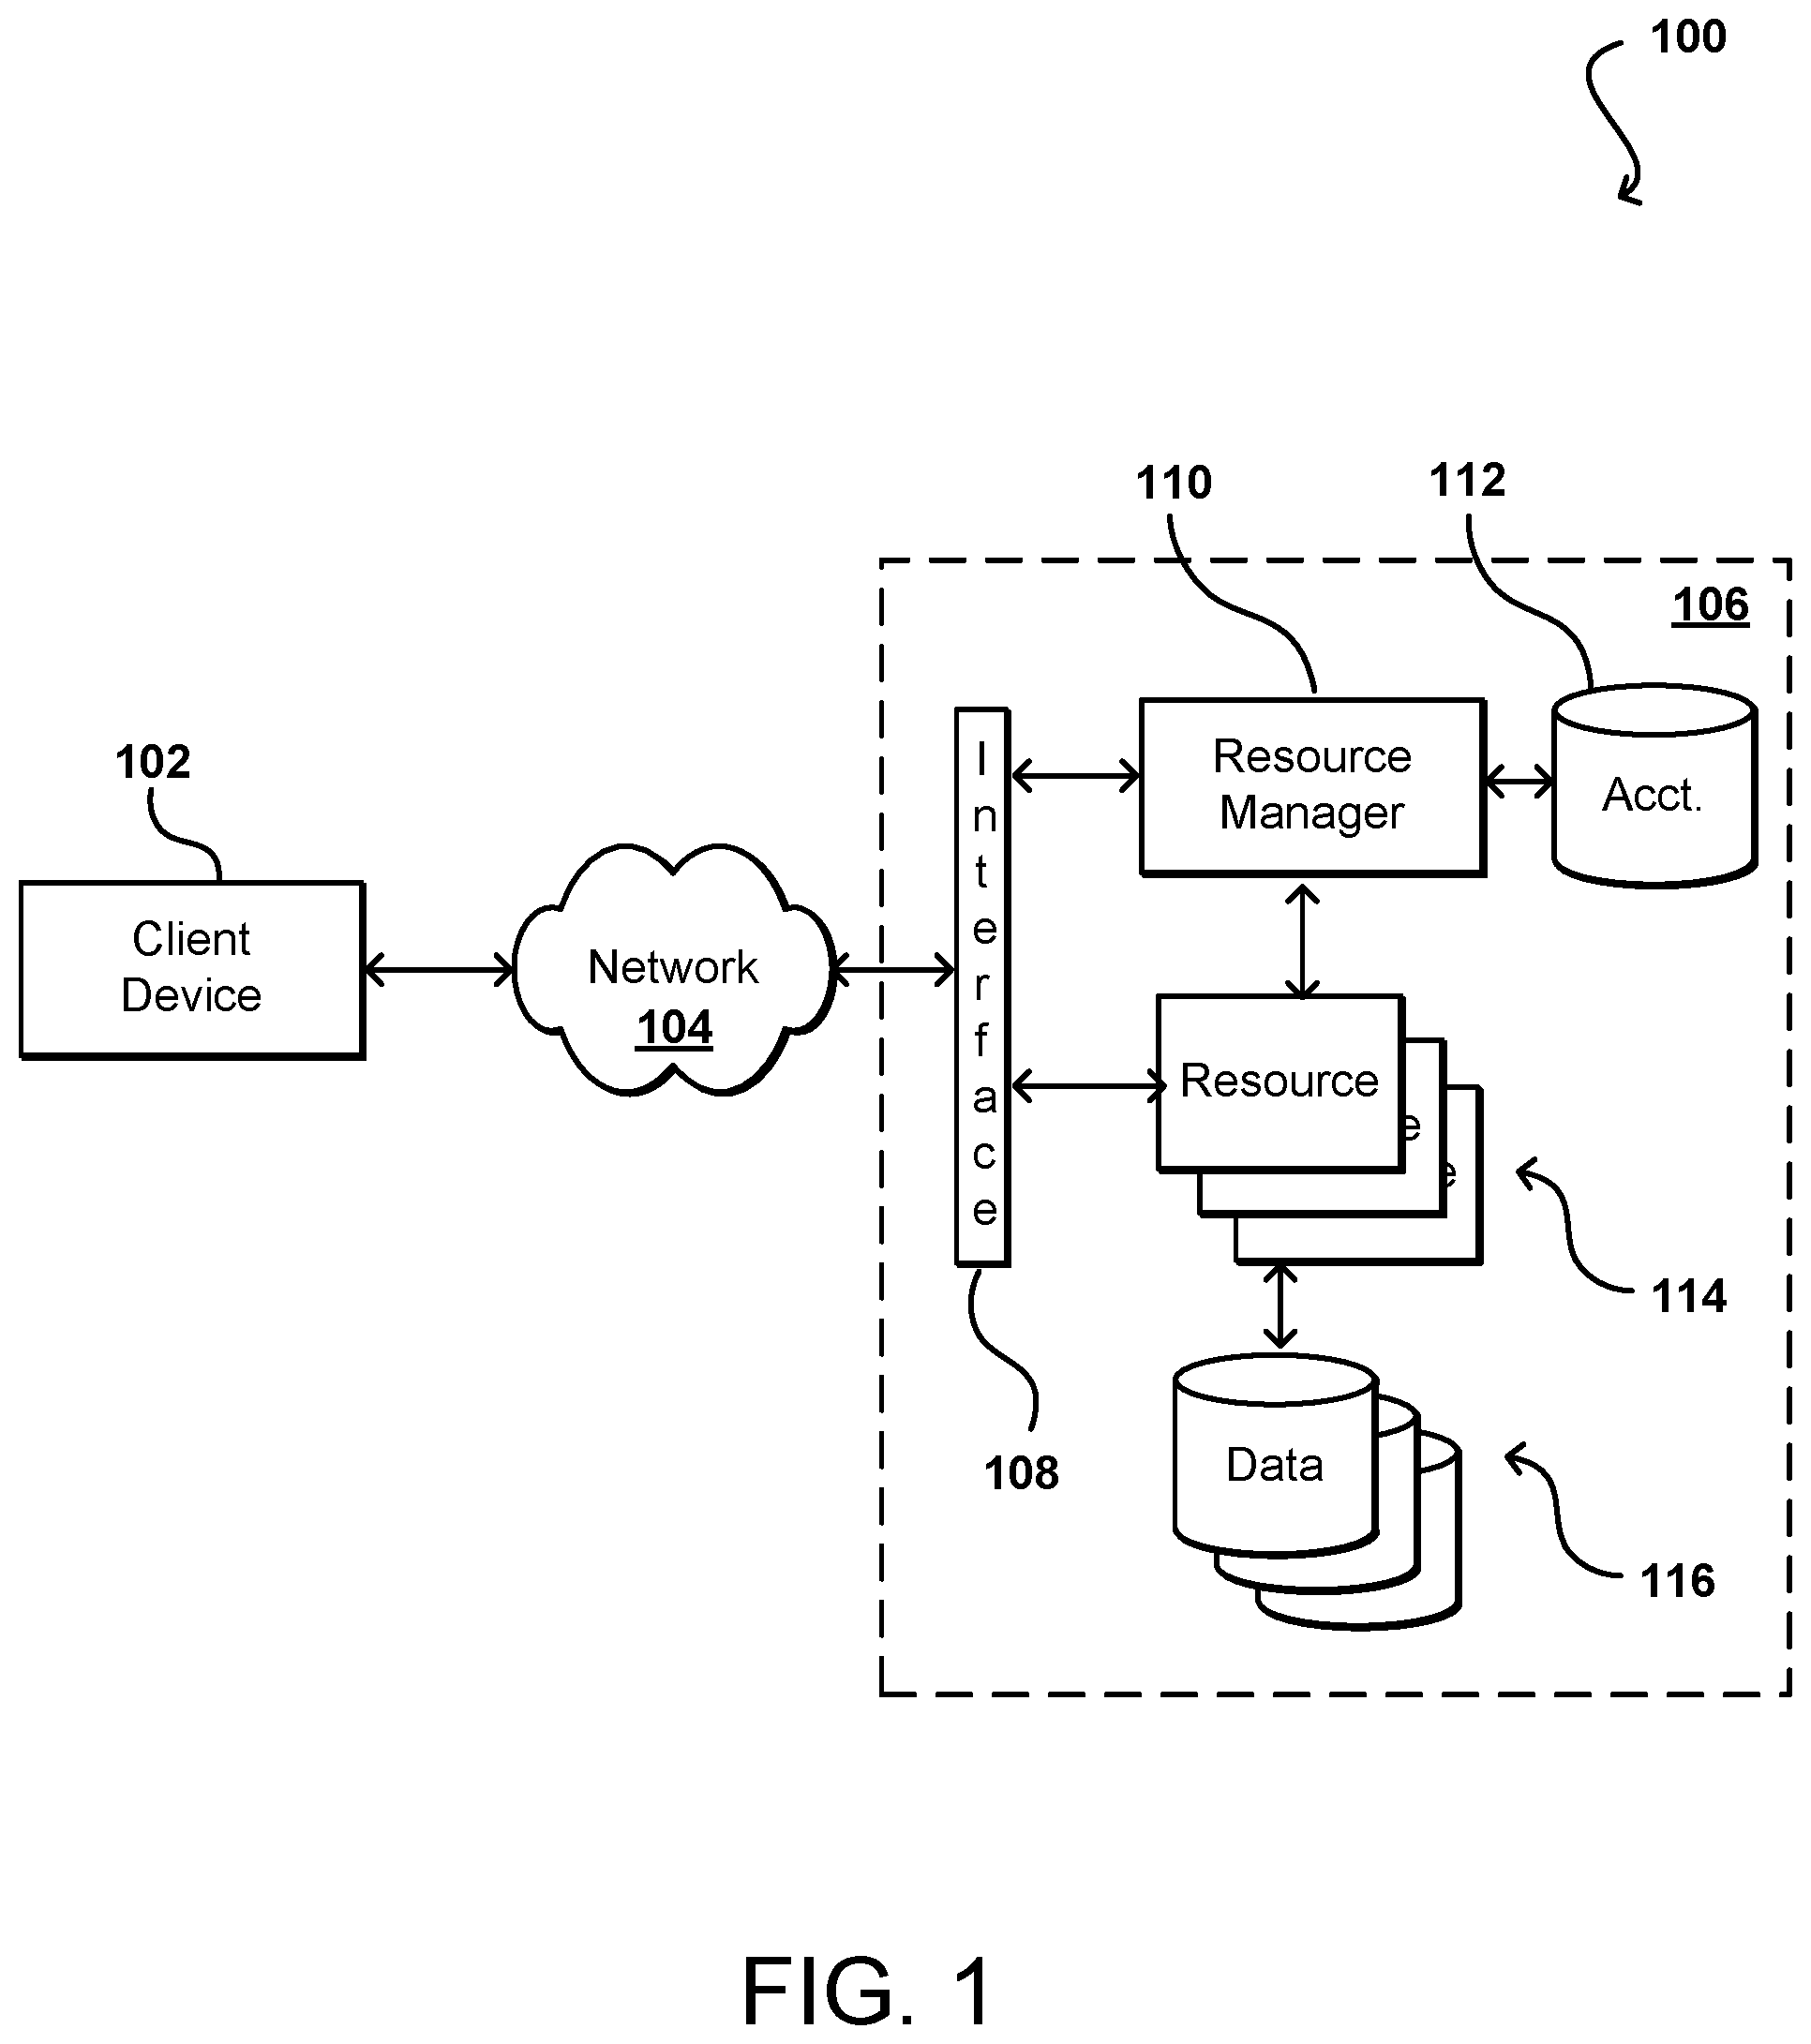 100
110
112
106
102
Interface
Resource
Manager
Acct.
Client
Device
Network
104
Resource
e
e
114
108
Data
116
FIG. 1